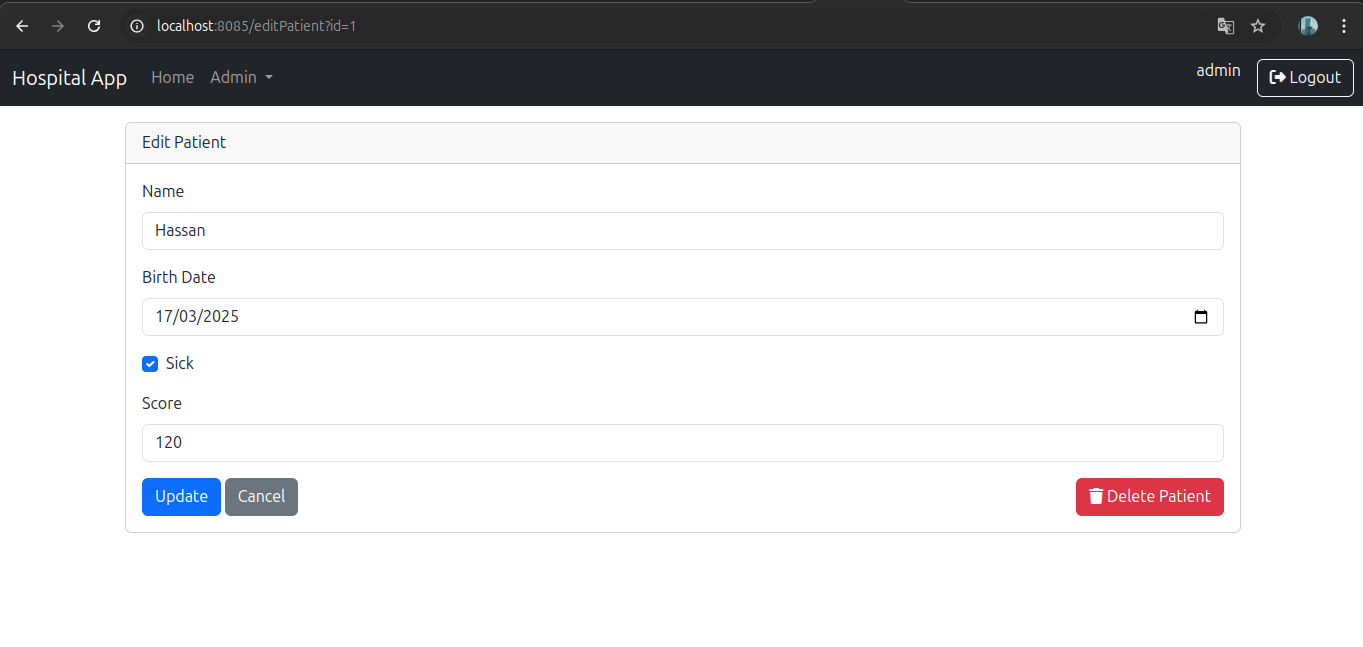 localhost:8085/editPatient?id=1
Hospital App Home Admin admin Logout
Edit Patient
Name
Hassan
Birth Date
17/03/2025
Sick
Score
120
Update Cancel Delete Patient